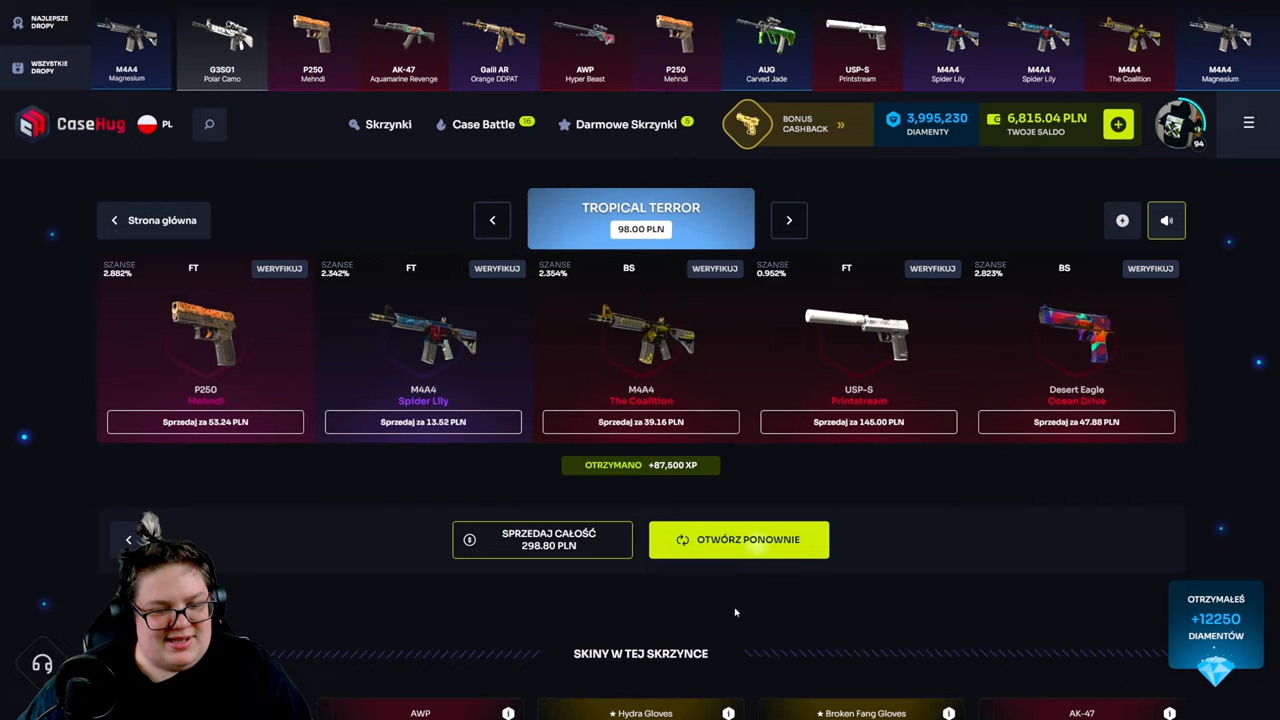 NAJLEPSZE
DROPY
WSZYSTKIE
DROPY
M4A4
Magnesium
G3SG1
Polar Camo
P250
Mehndi
AK-47
Aquamarine Revenge
Galil AR
Orange DDPAT
AWP
Hyper Beast
P250
Mehndi
AUG
Carved Jade
USP-S
Printstream
M4A4
Spider Lily
M4A4
Spider Lily
M4A4
The Coalition
M4A4
Magnesium
CaseHug
PL
Skrzynki
Case Battle 16
Darmowe Skrzynki 5
BONUS
CASHBACK »
3,995,230
DIAMENTY
6,815.04 PLN
TWOJE SALDO
94
Strona główna
TROPICAL TERROR
98.00 PLN
SZANSE
2.882%
FT
WERYFIKUJ
P250
Mehndi
Sprzedaj za 53.24 PLN
SZANSE
2.342%
FT
WERYFIKUJ
M4A4
Spider Lily
Sprzedaj za 13.52 PLN
SZANSE
2.354%
BS
WERYFIKUJ
M4A4
The Coalition
Sprzedaj za 39.16 PLN
SZANSE
0.952%
FT
WERYFIKUJ
USP-S
Printstream
Sprzedaj za 145.00 PLN
SZANSE
2.823%
BS
WERYFIKUJ
Desert Eagle
Ocean Drive
Sprzedaj za 47.88 PLN
OTRZYMANO +87,500 XP
SPRZEDAJ CAŁOŚĆ
298.80 PLN
OTWÓRZ PONOWNIE
OTRZYMAŁEŚ
+12250
DIAMENTÓW
SKINY W TEJ SKRZYNCE
AWP
★ Hydra Gloves
★ Broken Fang Gloves
AK-47